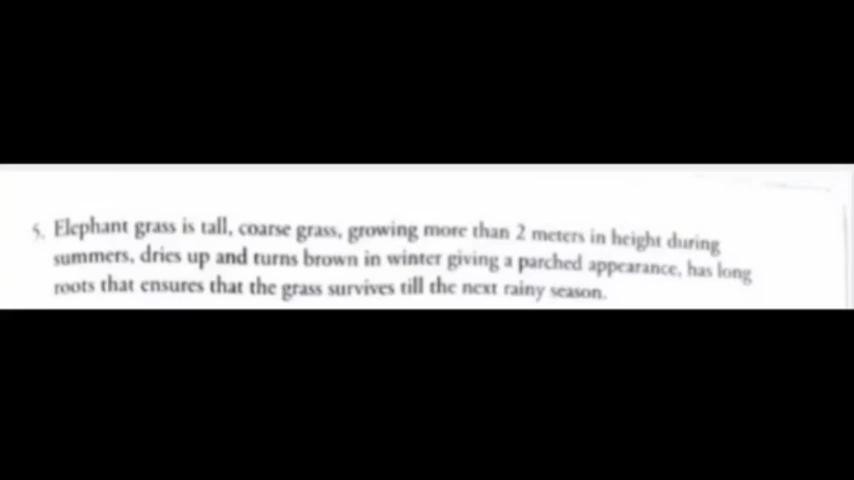 5. Elephant grass is tall, coarse grass, growing more than 2 meters in height during
summers, dries up and turns brown in winter giving a parched appearance, has long
roots that ensures that the grass survives till the next rainy season.